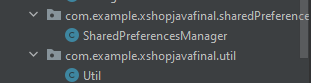 com.example.xshopjavafinal.sharedPreference
SharedPreferencesManager
com.example.xshopjavafinal.util
Util